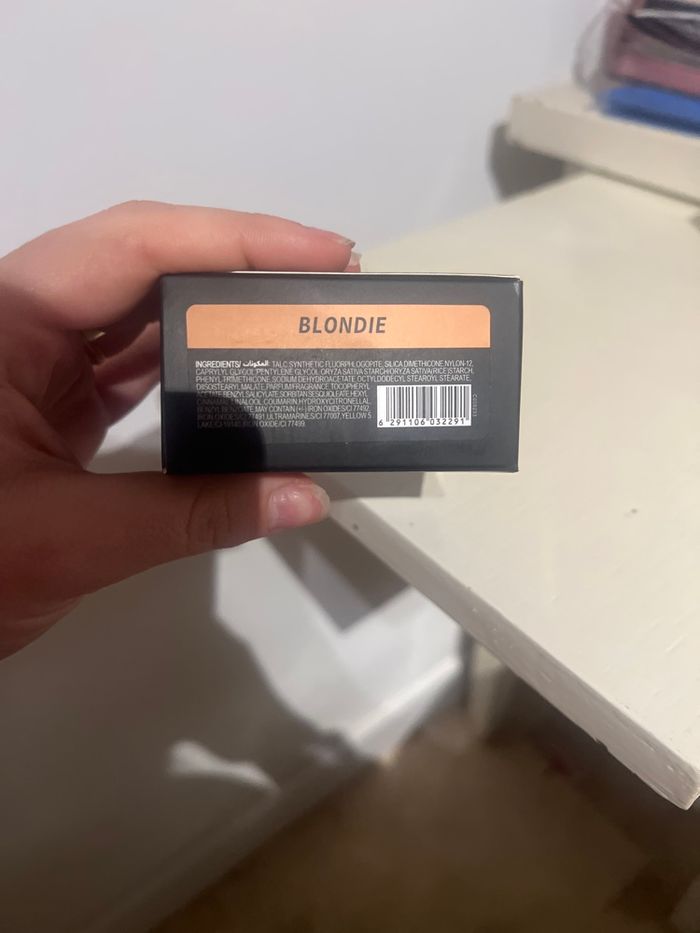 BLONDIE
INGREDIENTS/ المكونات: TALC,SYNTHETIC FLUORPHLOGOPITE, SILICA,DIMETHICONE,NYLON-12,
CAPRYLYL GLYCOL,PENTYLENE GLYCOL,ORYZA SATIVA STARCH/ORYZA SATIVA(RICE) STARCH,
PHENYL TRIMETHICONE, SODIUM DEHYDROACETATE, OCTYLDODECYL STEAROYL STEARATE,
DIISOSTEARYL MALATE, PARFUM/FRAGRANCE, TOCOPHERYL
ACETATE,BENZYL SALICYLATE,SORBITAN SESQUIOLEATE,HEXYL
CINNAMAL,LINALOOL,COUMARIN,HYDROXYCITRONELLAL,
BENZYL BENZOATE,MAY CONTAIN (+/-) IRON OXIDES/CI 77492,
IRON OXIDES/CI 77491,ULTRAMARINES/CI 77007,YELLOW 5
LAKE/CI 19140,IRON OXIDE/CI 77499.
6 291106 032291